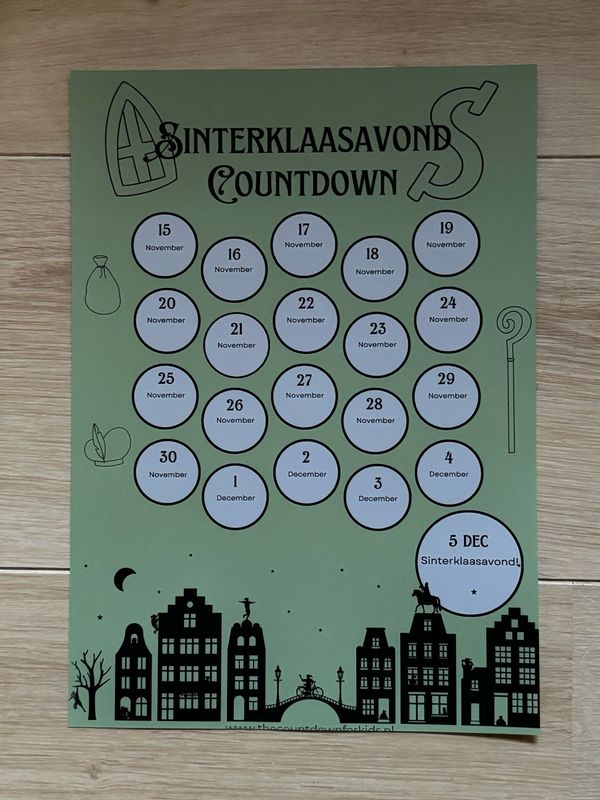 SINTERKLAASAVOND
COUNTDOWN
15
November
16
November
17
November
18
November
19
November
20
November
21
November
22
November
23
November
24
November
25
November
26
November
27
November
28
November
29
November
30
November
1
December
2
December
3
December
4
December
5 DEC
Sinterklaasavond!
www.thecountdownforkids.nl